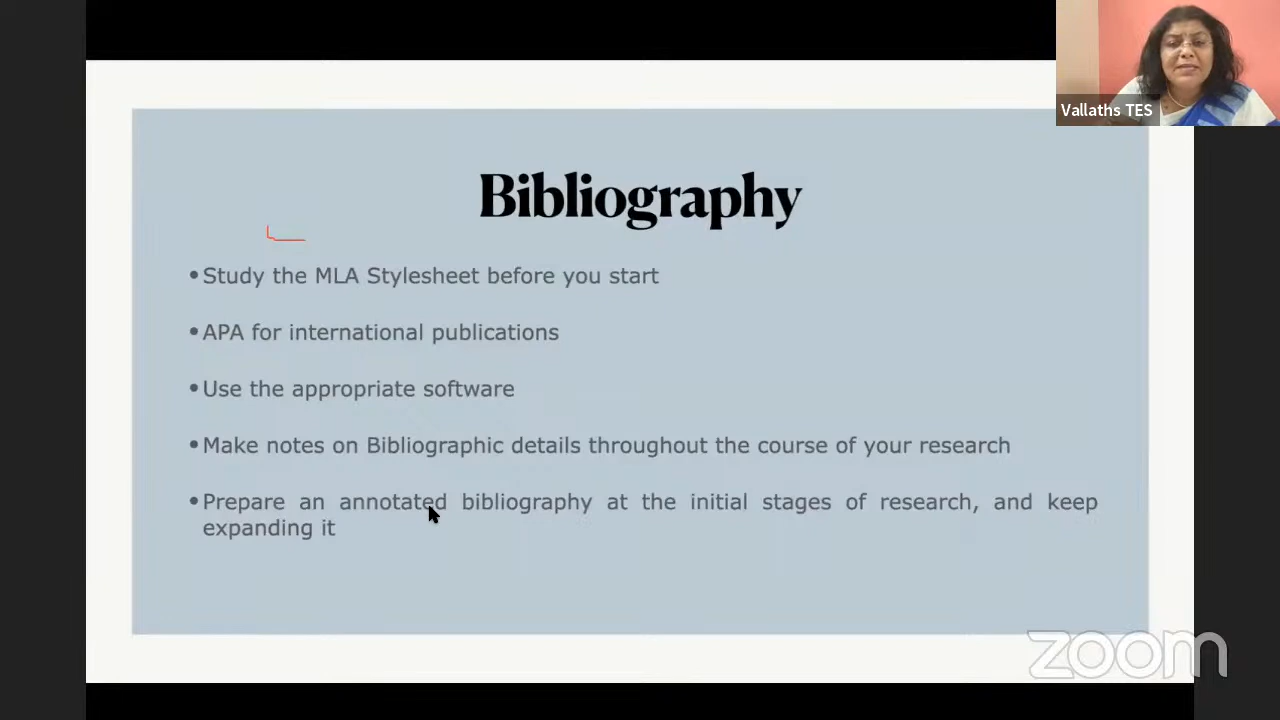 Vallaths TES
Bibliography
•Study the MLA Stylesheet before you start
•APA for international publications
•Use the appropriate software
•Make notes on Bibliographic details throughout the course of your research
•Prepare an annotated bibliography at the initial stages of research, and keep
expanding it
zoom